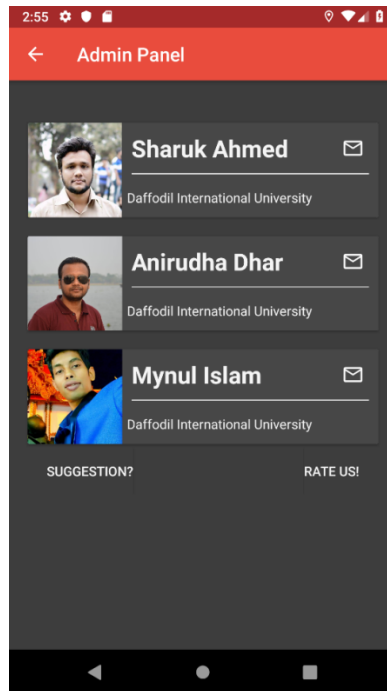 2:55
Admin Panel
Sharuk Ahmed
Daffodil International University
Anirudha Dhar
Daffodil International University
Mynul Islam
Daffodil International University
SUGGESTION?
RATE US!